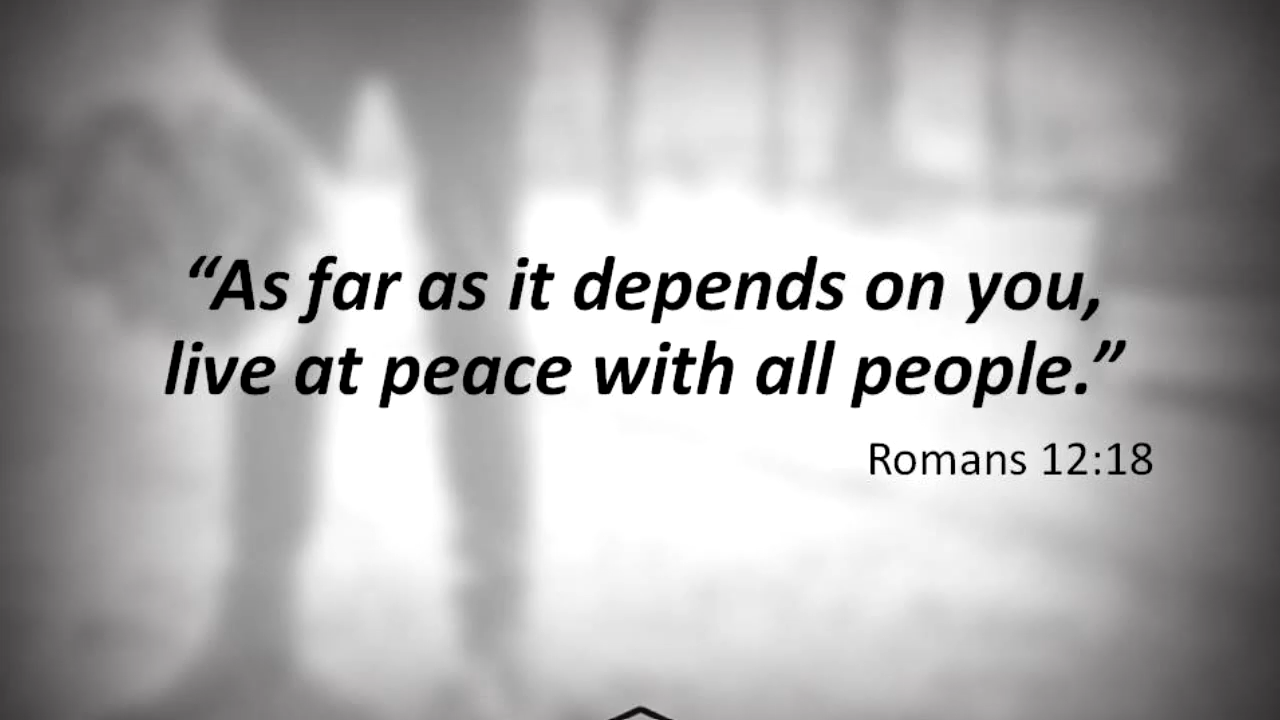 “As far as it depends on you,
live at peace with all people.”
Romans 12:18